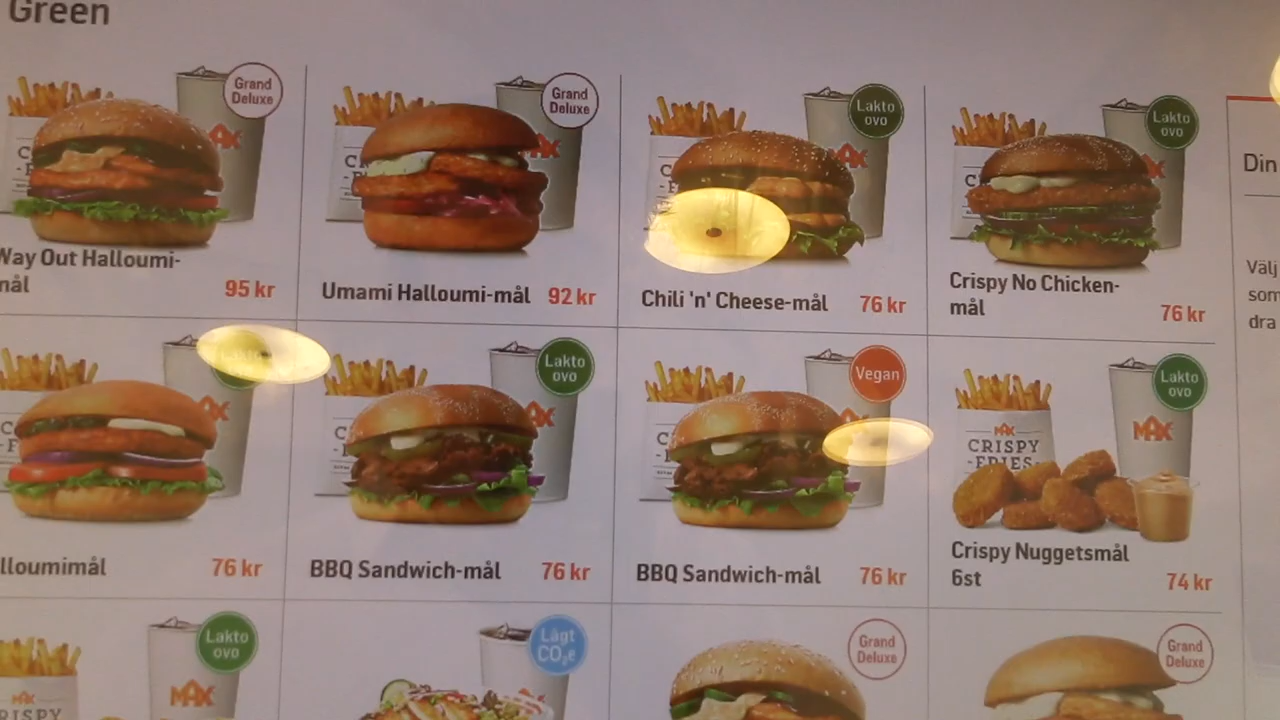 Green
Grand
Deluxe
Way Out Halloumi-
mål
95 kr
Grand
Deluxe
Umami Halloumi-mål 92 kr
Lakto
ovo
Chili 'n' Cheese-mål 76 kr
Lakto
ovo
Crispy No Chicken-
mål
76 kr
Din
Välj
som
dra
Lakto
lloumimål 76 kr
Lakto
ovo
BBQ Sandwich-mål 76 kr
Vegan
BBQ Sandwich-mål 76 kr
Lakto
ovo
MAX
CRISPY
-FRIES-
MAX
Crispy Nuggetsmål
6st
74 kr
Lakto
ovo
MAX
CRISPY
MAX
Lågt
CO₂e
Grand
Deluxe
Grand
Deluxe